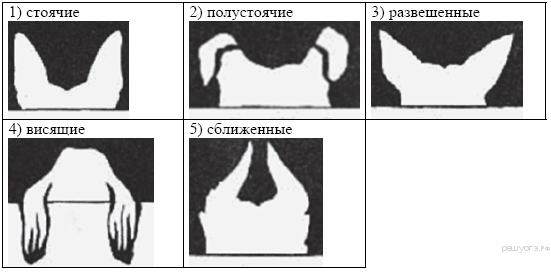 1) стоячие
2) полустоячие
3) развешенные
4) висящие
5) сближенные
решуогэ.рф